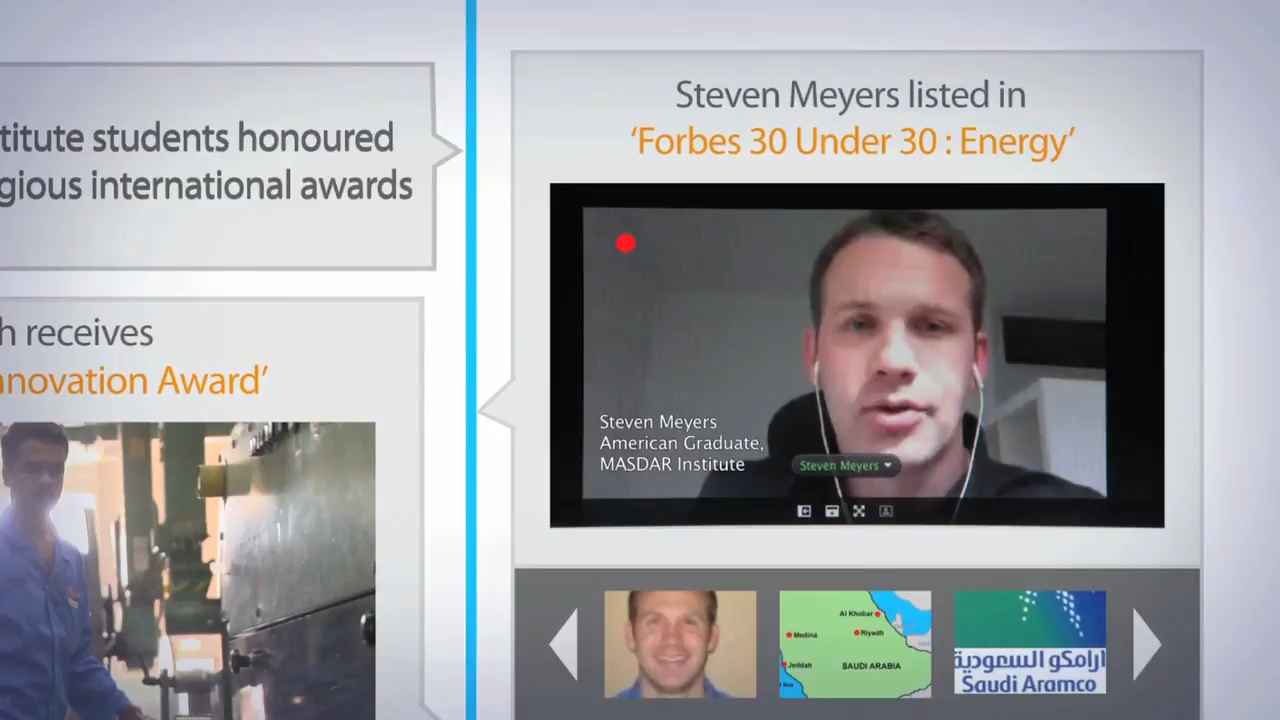 titute students honoured
gious international awards
h receives
nnovation Award’
Steven Meyers listed in
‘Forbes 30 Under 30 : Energy’
Steven Meyers
American Graduate,
MASDAR Institute
Steven Meyers
Al Khobar
Medina
Riyadh
Jeddah
SAUDI ARABIA
أرامكو السعودية
Saudi Aramco